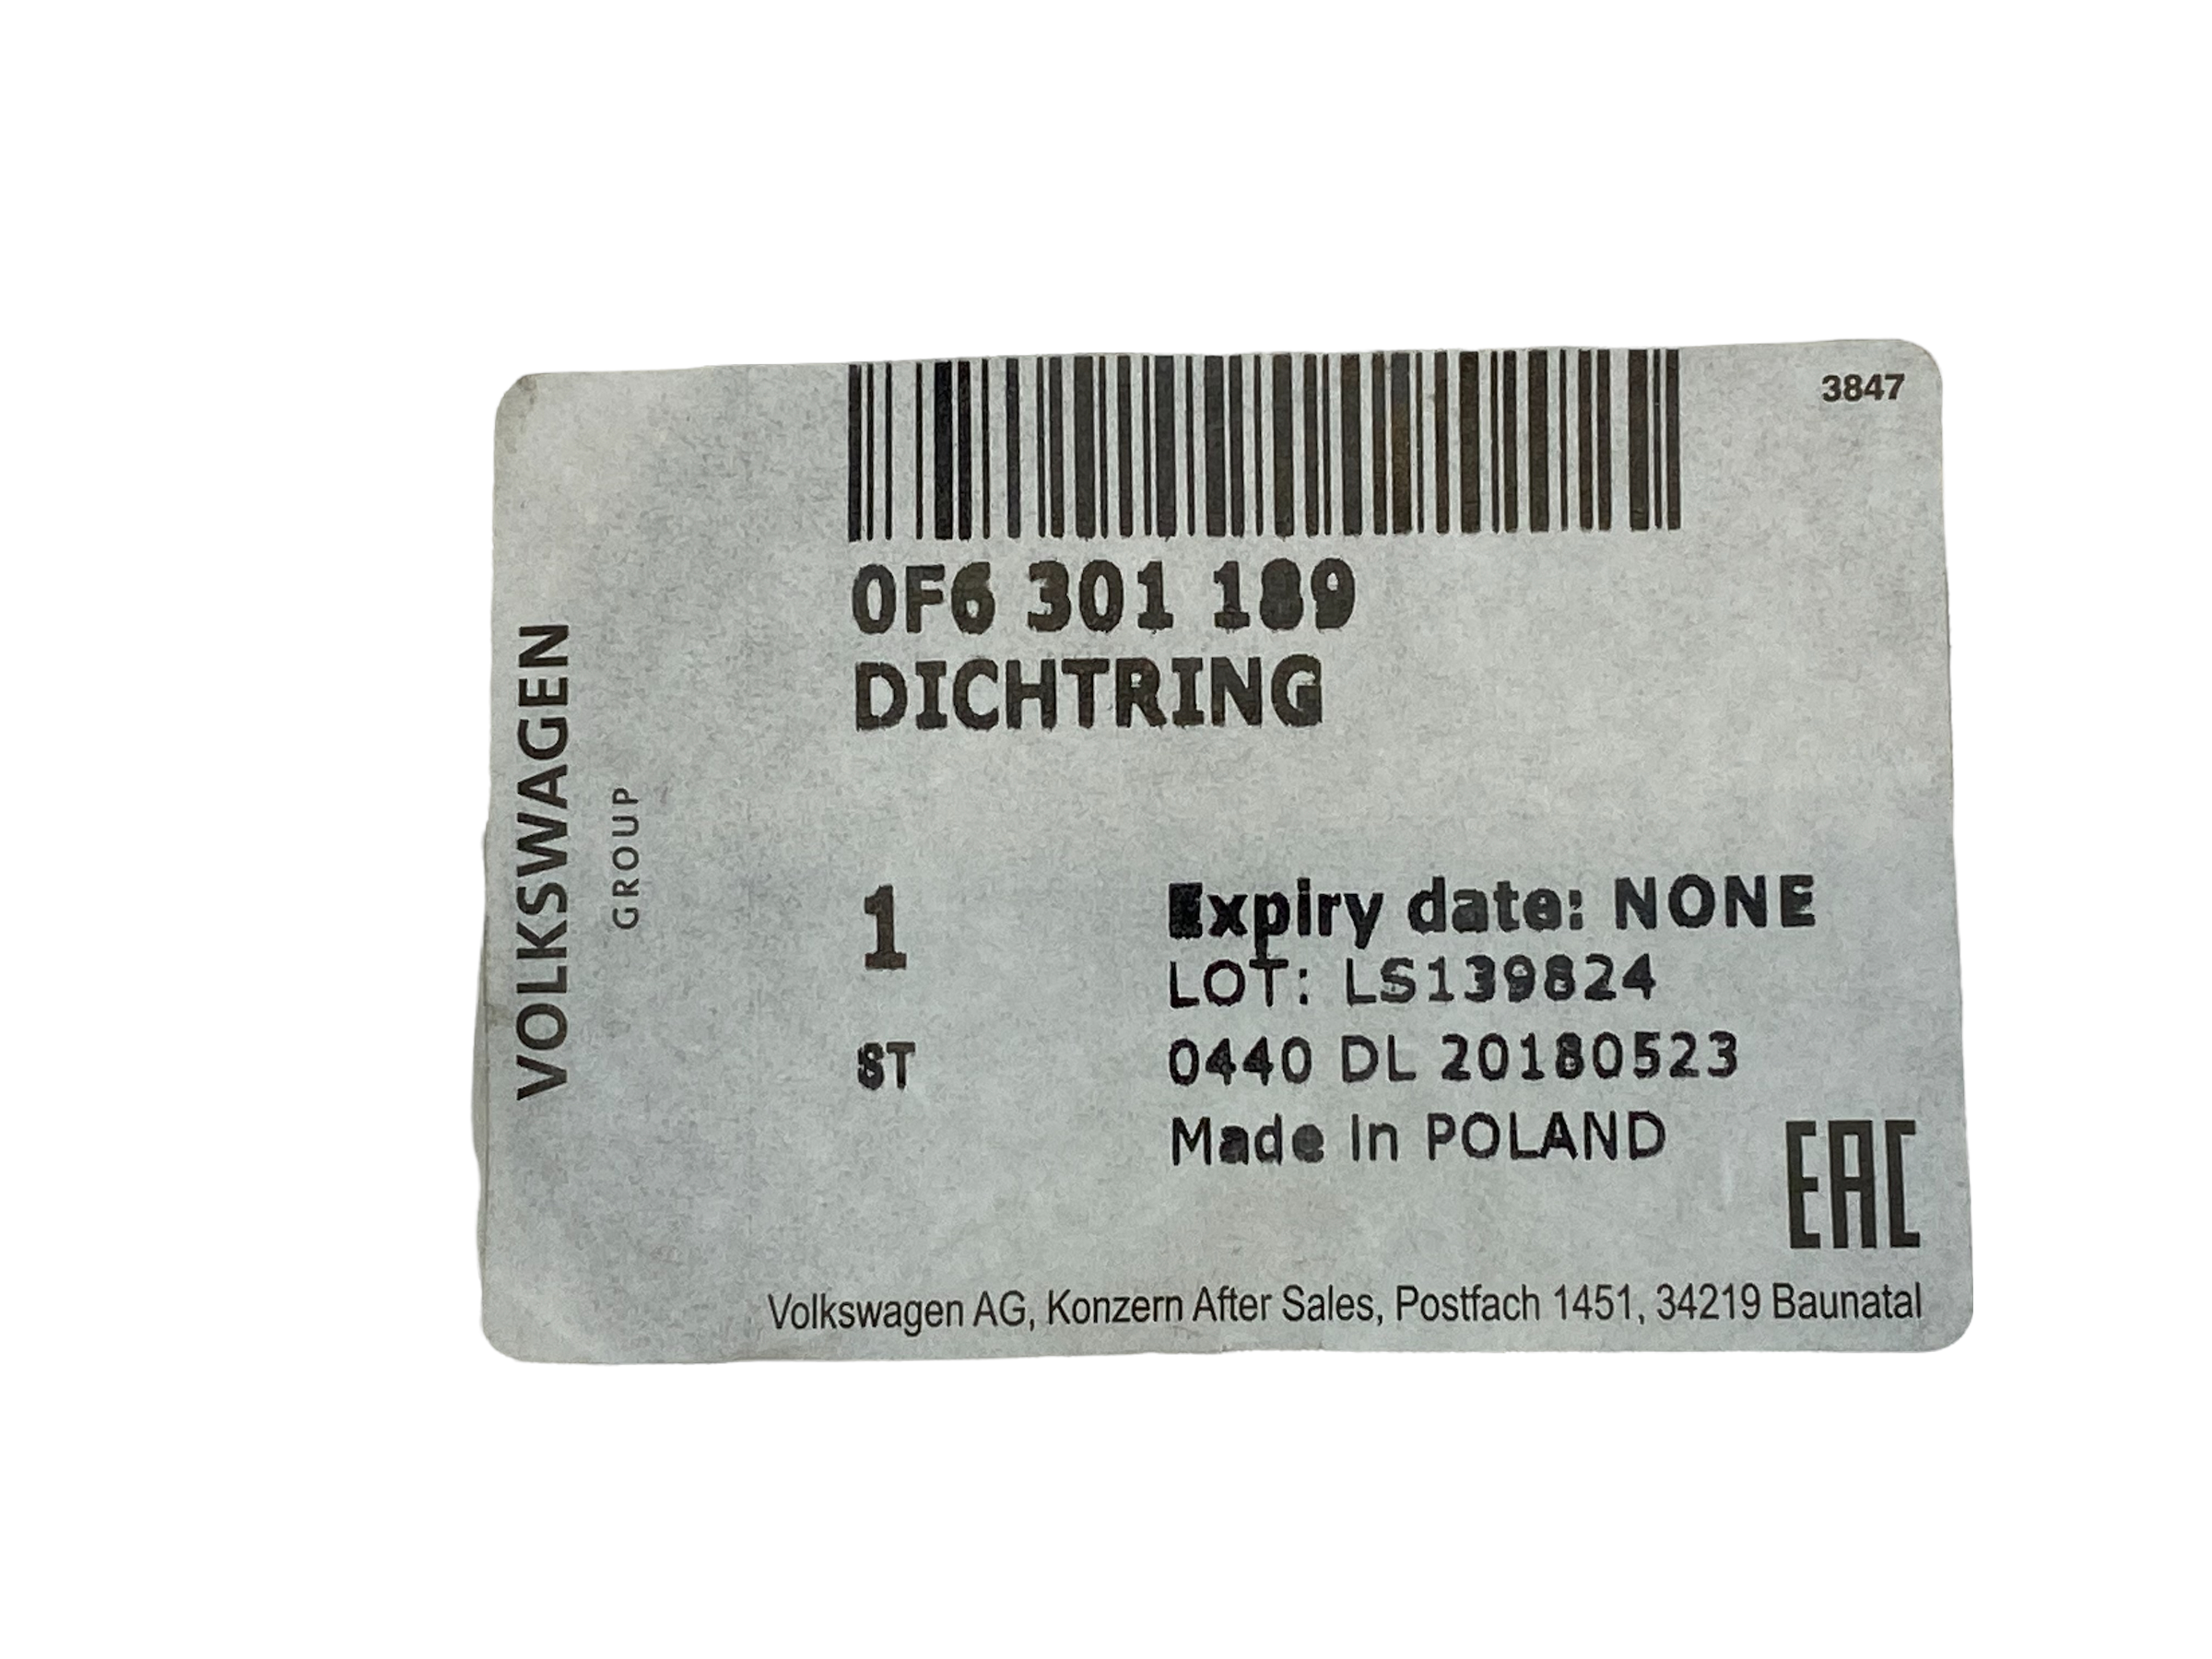 3847
0F6 301 189
DICHTRING
VOLKSWAGEN
GROUP
1
ST
Expiry date: NONE
LOT: LS139824
0440 DL 20180523
Made in POLAND
EAC
Volkswagen AG, Konzern After Sales, Postfach 1451, 34219 Baunatal